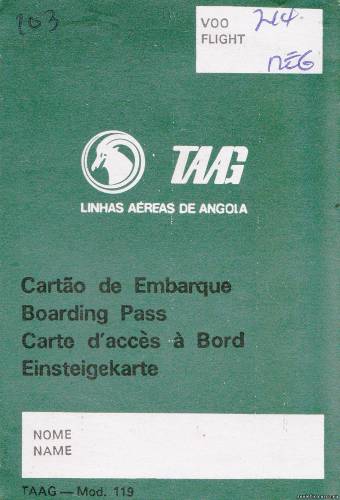 103
VOO 214
FLIGHT
TAAG
LINHAS AÉREAS DE ANGOLA
Cartão de Embarque
Boarding Pass
Carte d'accès à Bord
Einsteigekarte
NOME
NAME
TAAG — Mod. 119